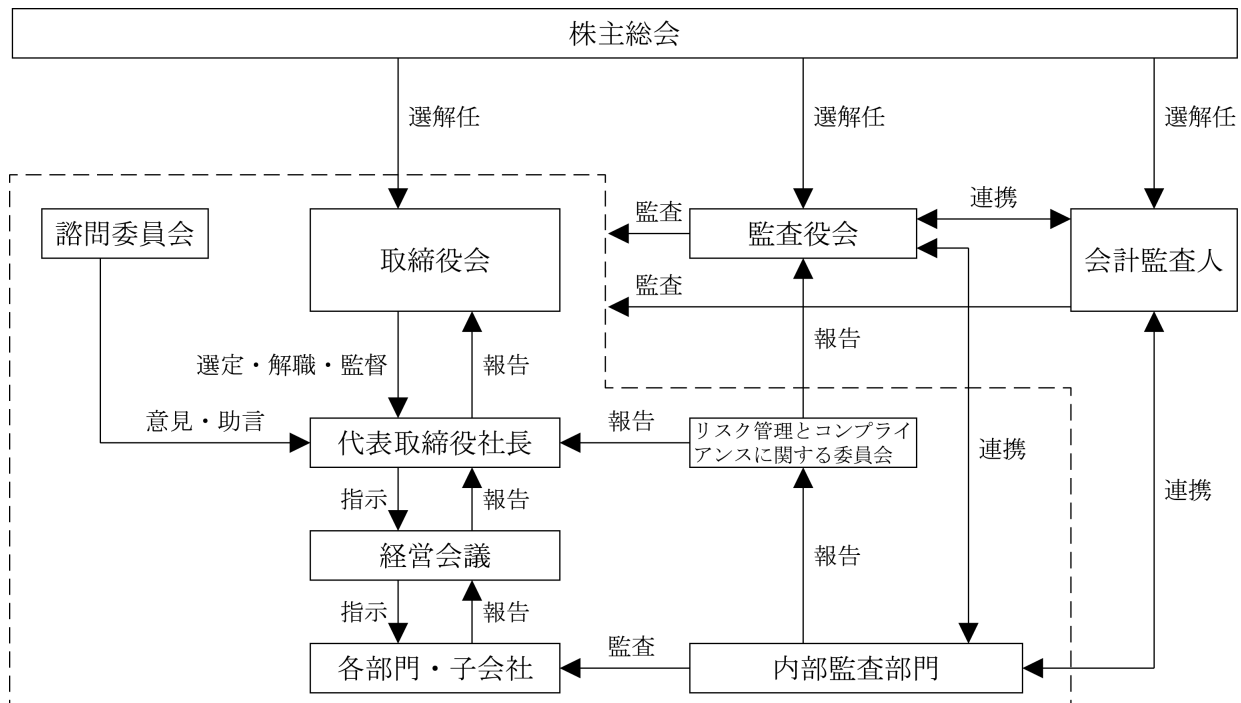 株主総会
選解任
選解任
選解任
諮問委員会
取締役会
監査
監査役会
連携
会計監査人
監査
報告
選定・解職・監督
報告
意見・助言
代表取締役社長
報告
リスク管理とコンプライ
アンスに関する委員会
連携
連携
指示
報告
経営会議
報告
指示
報告
各部門・子会社
監査
内部監査部門